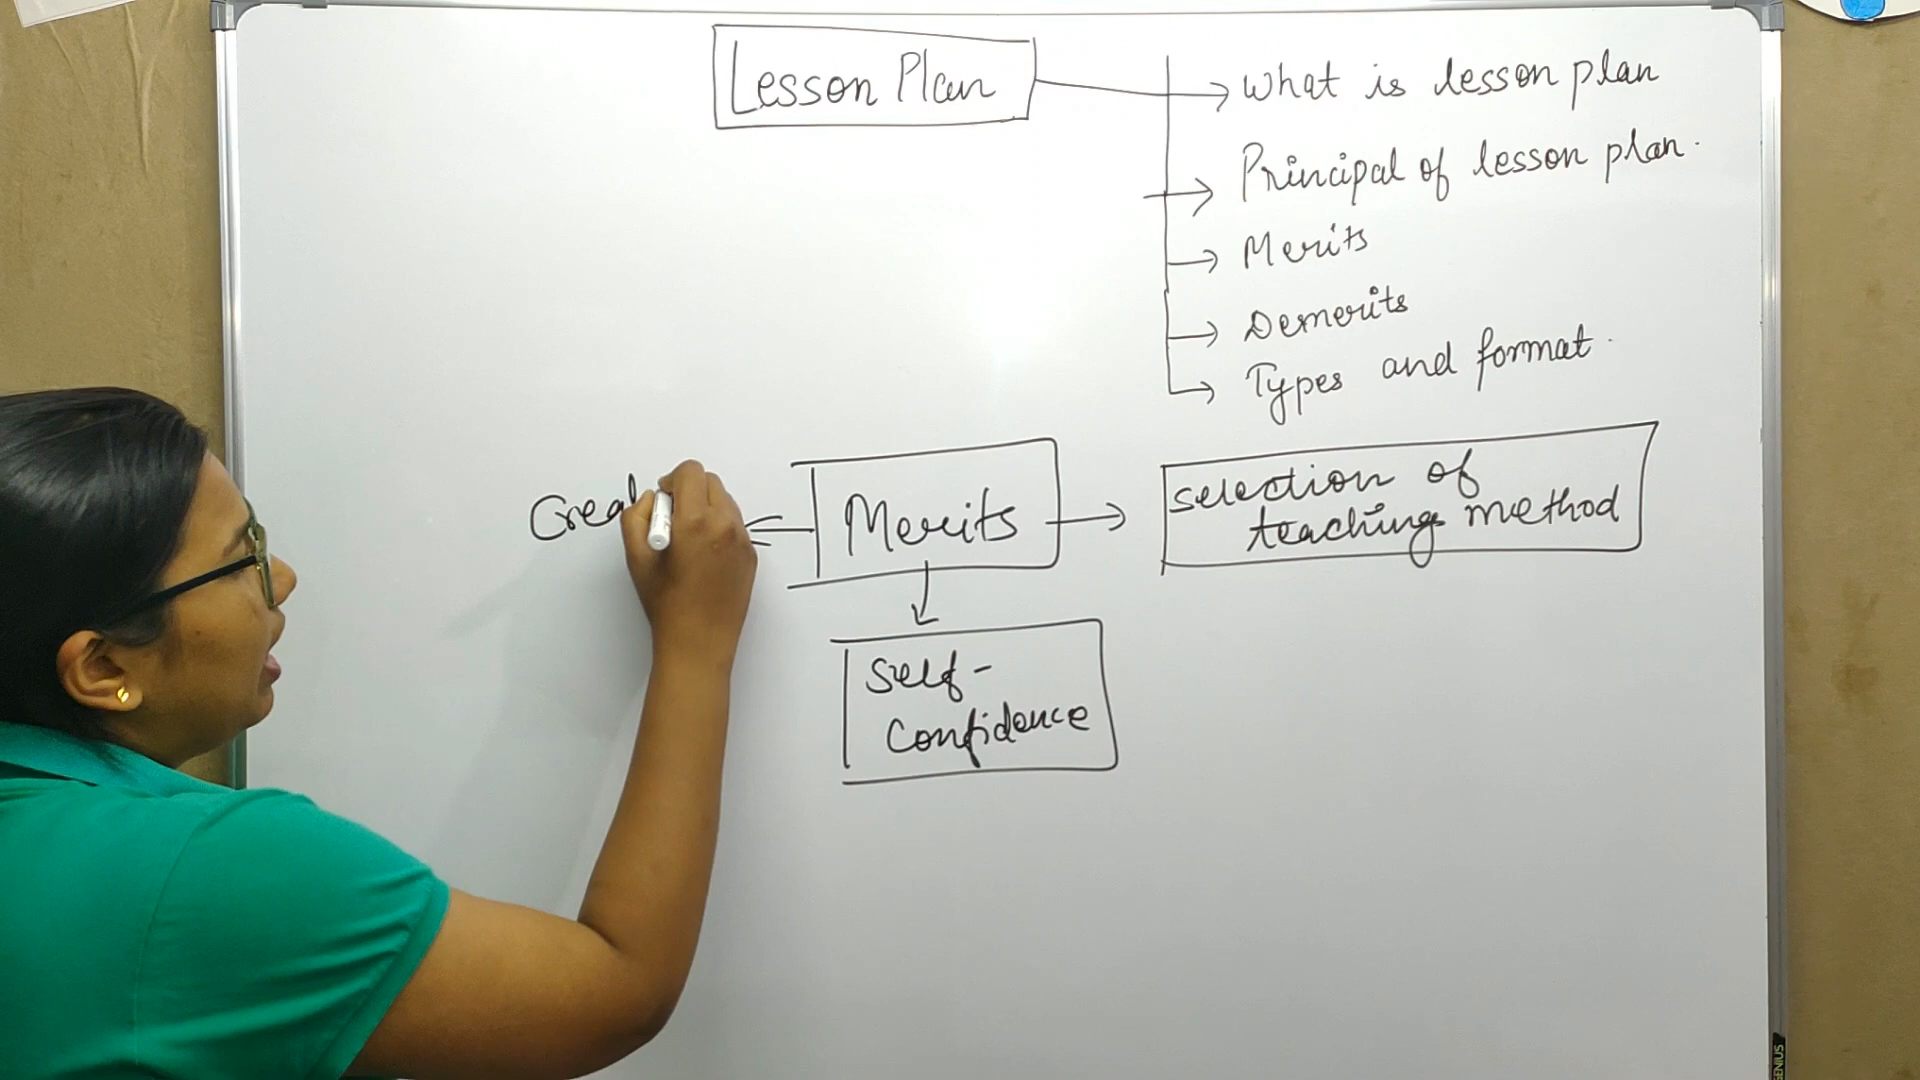 Lesson Plan
What is lesson plan
Principal of lesson plan.
Merits
Demerits
Types and format.
Merits
selection of
teaching method
Self-
Confidence
GENIUS